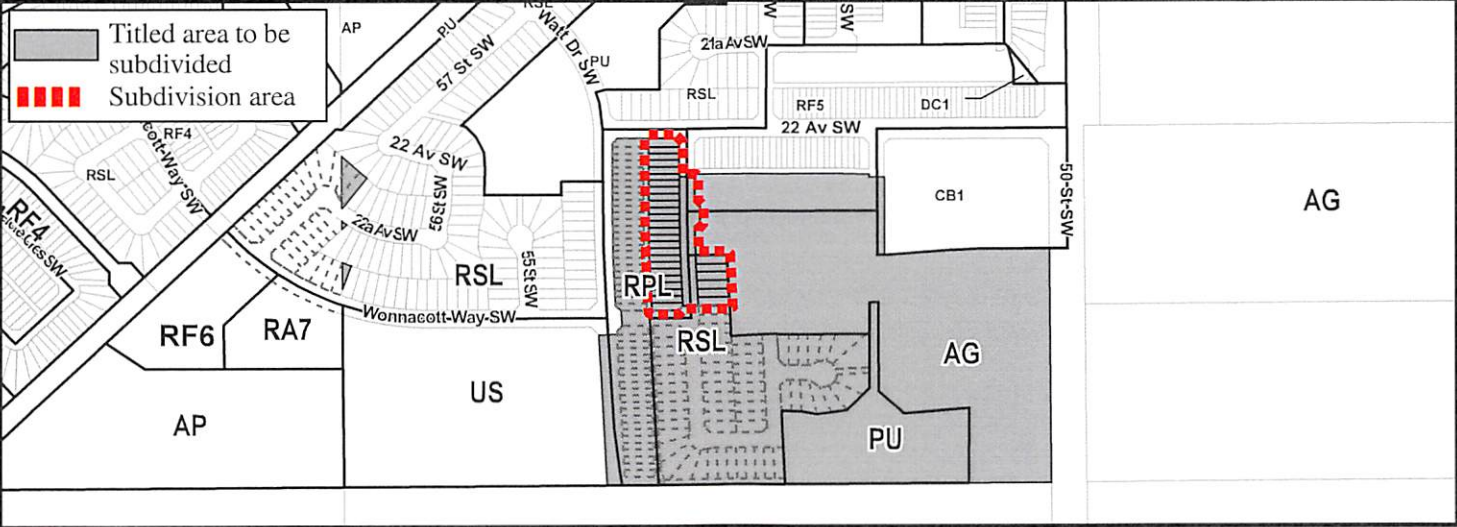 Titled area to be
subdivided
Subdivision area
AP
P.U
RSL
Watt Dr SW
PU
57 St SW
W
SW
21a Av SW
RSL
RF5
DC1
22 Av SW
RF4
cott-Way-SW
RSL
RF4
22 Av SW
56 St SW
22a Av SW
RSL
55 St SW
Wonnacott-Way-SW
RPL
RSL
CB1
50-St-SW
AG
RF6
RA7
US
AP
AG
PU